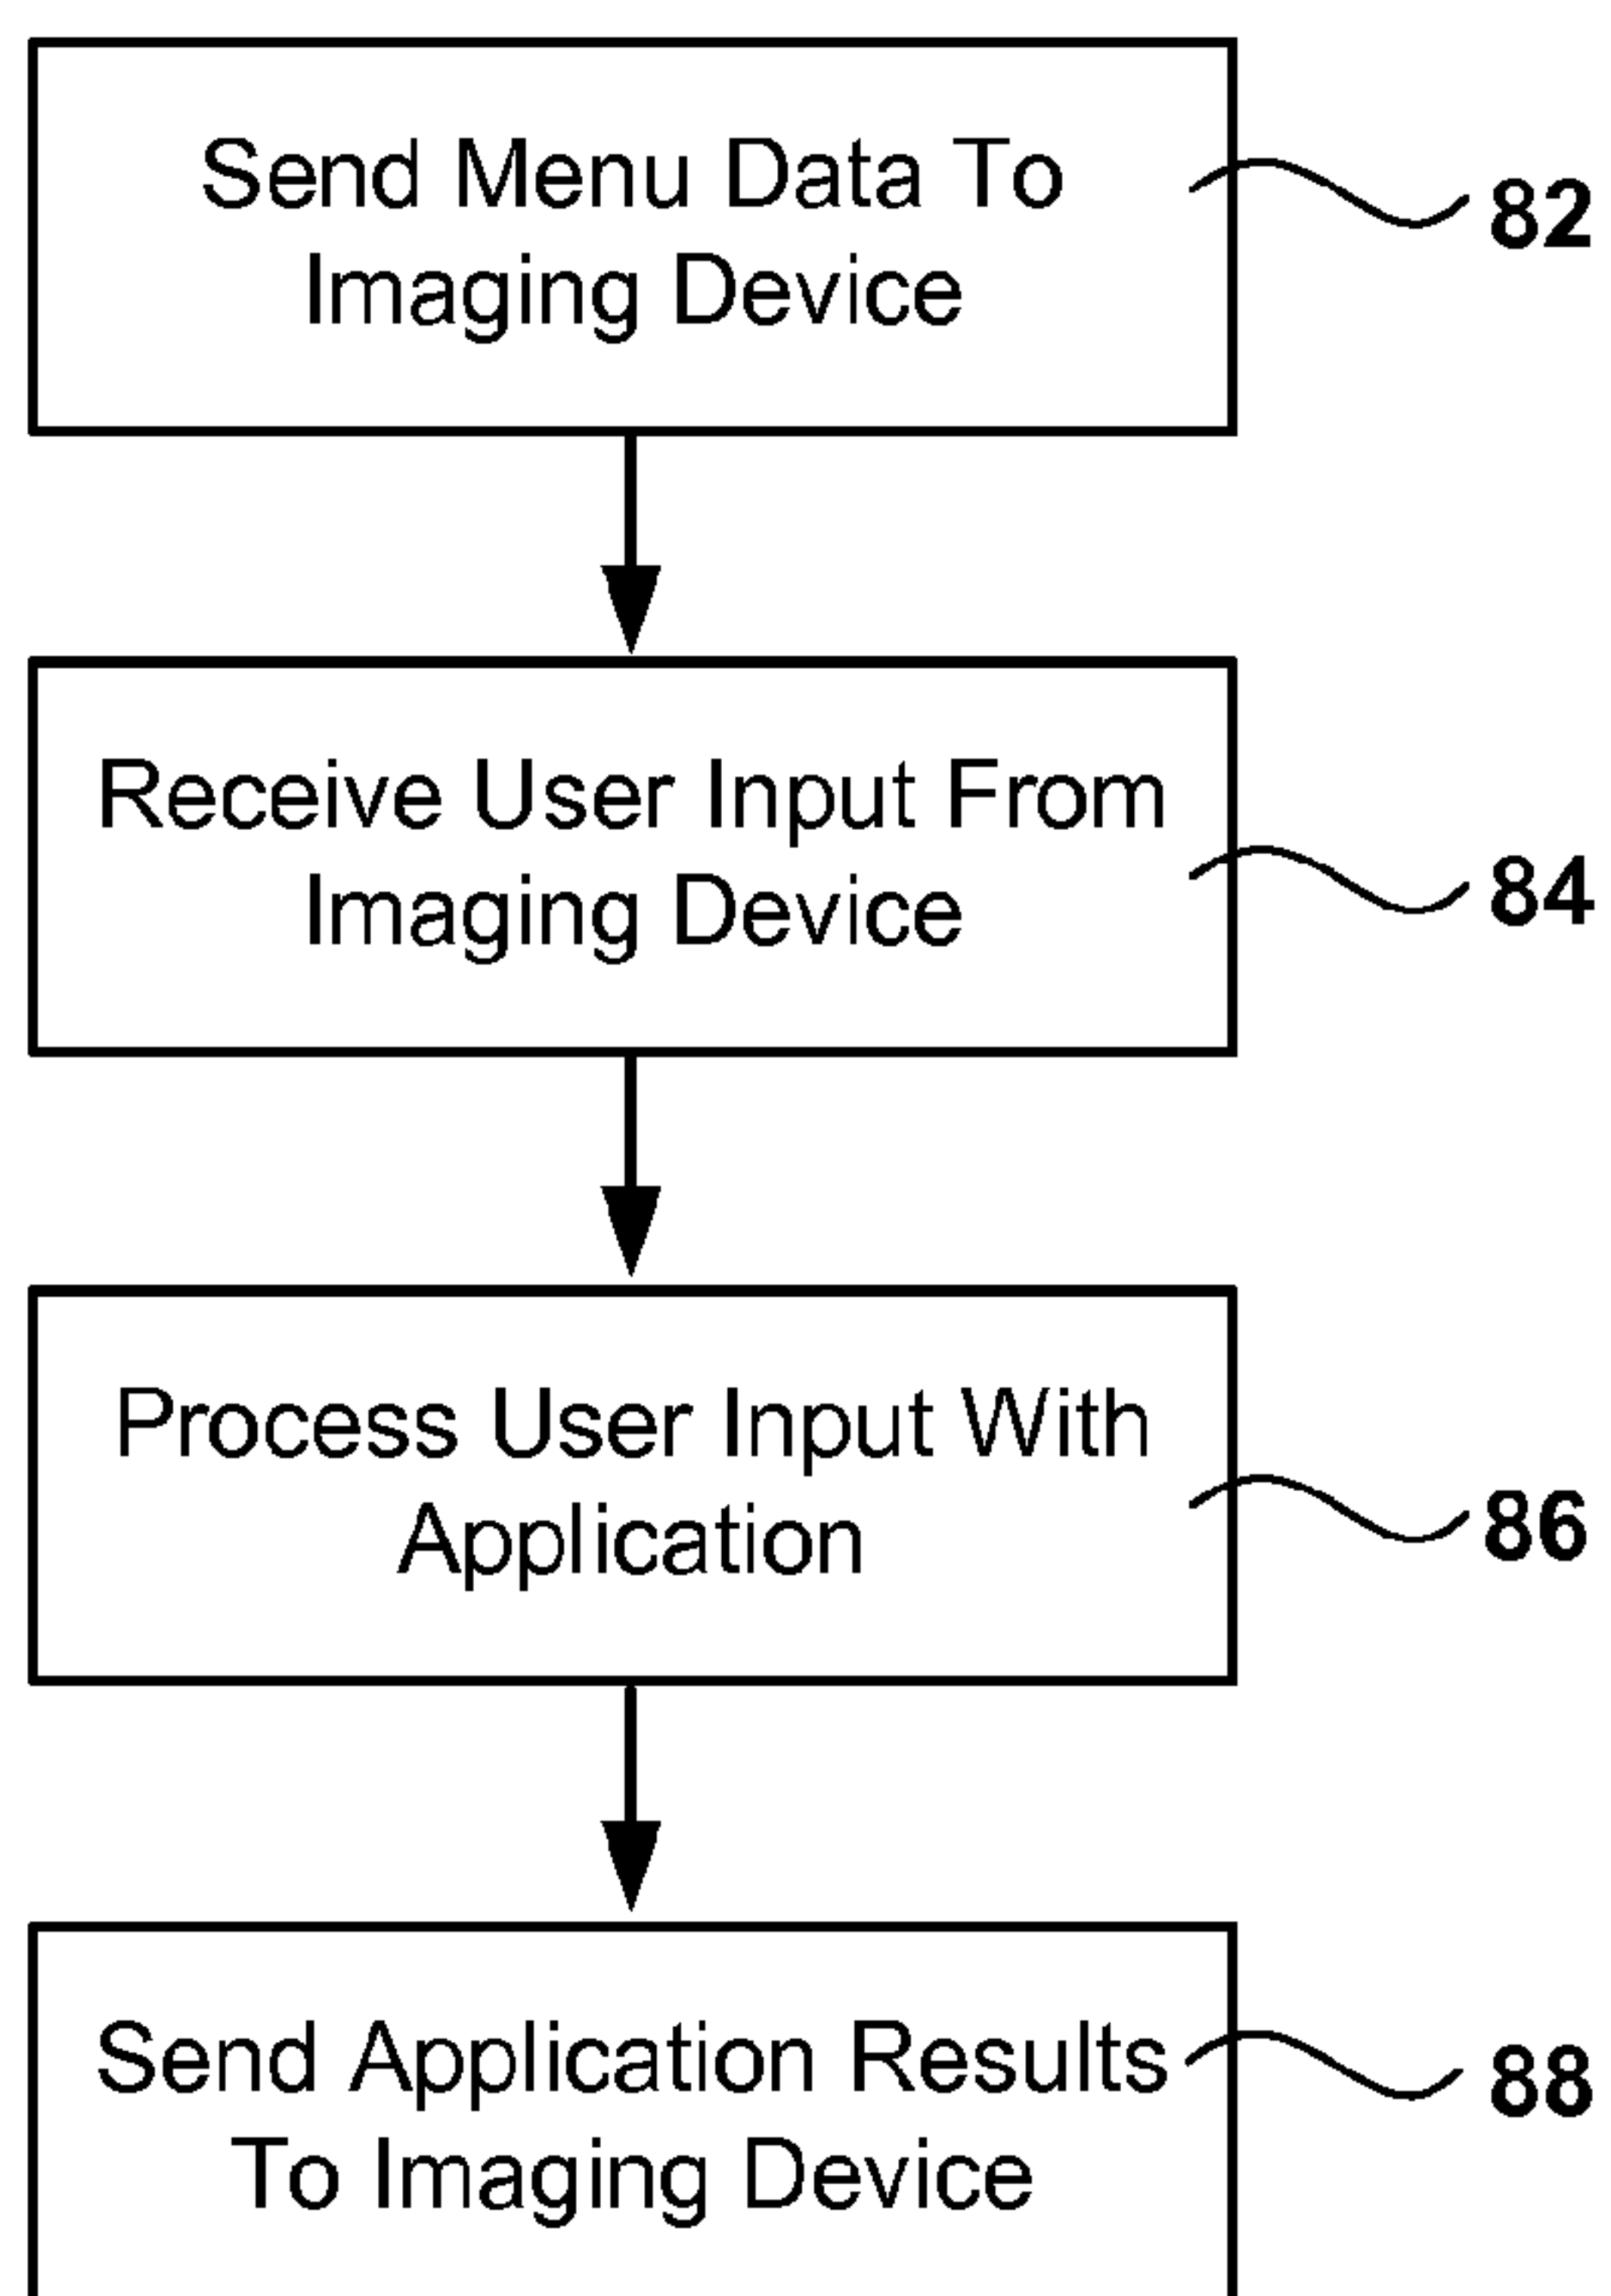 Send Menu Data To
Imaging Device
82
Receive User Input From
Imaging Device
84
Process User Input With
Application
86
Send Application Results
To Imaging Device
88